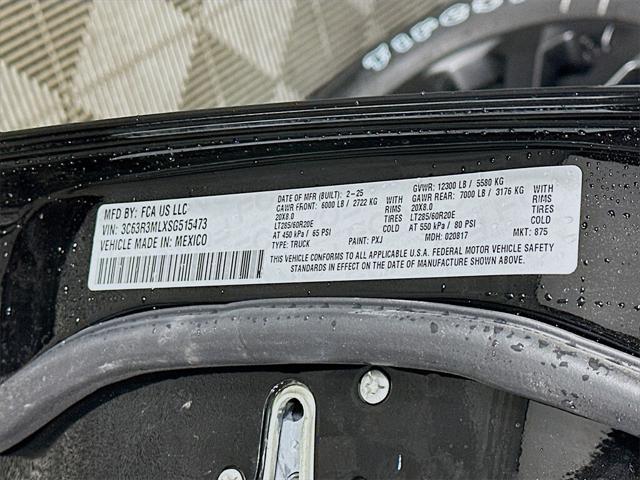 Firestone
MFD BY: FCA US LLC
VIN: 3C63R3MLXSG515473
VEHICLE MADE IN: MEXICO
DATE OF MFR (BUILT): 2-25
GAWR FRONT: 6000 LB / 2722 KG WITH
20X8.0 RIMS
LT285/60R20E TIRES
AT 450 kPa / 65 PSI COLD
TYPE: TRUCK PAINT: PXJ
GVWR: 12300 LB / 5580 KG
GAWR REAR: 7000 LB / 3176 KG WITH
20X8.0 RIMS
LT285/60R20E TIRES
AT 550 kPa / 80 PSI COLD
MDH: 020817 MKT: 875
THIS VEHICLE CONFORMS TO ALL APPLICABLE U.S.A. FEDERAL MOTOR VEHICLE SAFETY
STANDARDS IN EFFECT ON THE DATE OF MANUFACTURE SHOWN ABOVE.